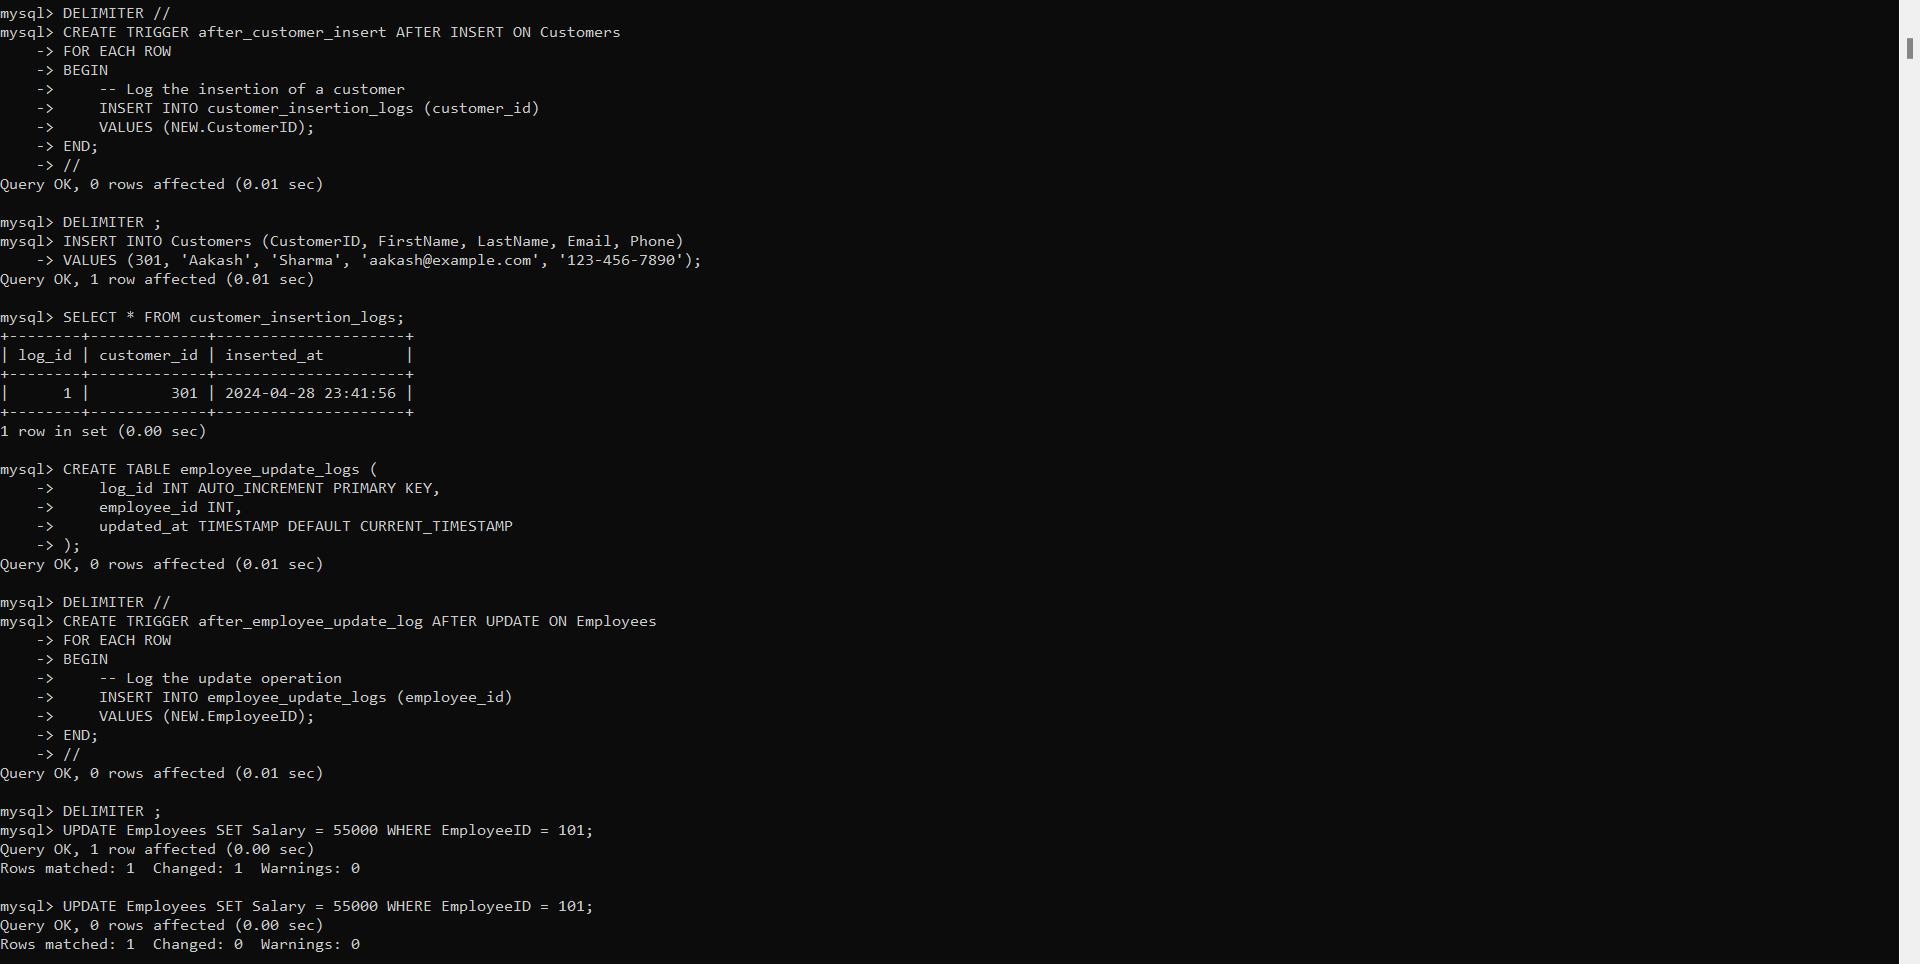 mysql> DELIMITER //
mysql> CREATE TRIGGER after_customer_insert AFTER INSERT ON Customers
    -> FOR EACH ROW
    -> BEGIN
    ->     -- Log the insertion of a customer
    ->     INSERT INTO customer_insertion_logs (customer_id)
    ->     VALUES (NEW.CustomerID);
    -> END;
    -> //
Query OK, 0 rows affected (0.01 sec)

mysql> DELIMITER ;
mysql> INSERT INTO Customers (CustomerID, FirstName, LastName, Email, Phone)
    -> VALUES (301, 'Aakash', 'Sharma', 'aakash@example.com', '123-456-7890');
Query OK, 1 row affected (0.01 sec)

mysql> SELECT * FROM customer_insertion_logs;
+--------+-------------+---------------------+
| log_id | customer_id | inserted_at         |
+--------+-------------+---------------------+
|      1 |         301 | 2024-04-28 23:41:56 |
+--------+-------------+---------------------+
1 row in set (0.00 sec)

mysql> CREATE TABLE employee_update_logs (
    ->     log_id INT AUTO_INCREMENT PRIMARY KEY,
    ->     employee_id INT,
    ->     updated_at TIMESTAMP DEFAULT CURRENT_TIMESTAMP
    -> );
Query OK, 0 rows affected (0.01 sec)

mysql> DELIMITER //
mysql> CREATE TRIGGER after_employee_update_log AFTER UPDATE ON Employees
    -> FOR EACH ROW
    -> BEGIN
    ->     -- Log the update operation
    ->     INSERT INTO employee_update_logs (employee_id)
    ->     VALUES (NEW.EmployeeID);
    -> END;
    -> //
Query OK, 0 rows affected (0.01 sec)

mysql> DELIMITER ;
mysql> UPDATE Employees SET Salary = 55000 WHERE EmployeeID = 101;
Query OK, 1 row affected (0.00 sec)
Rows matched: 1  Changed: 1  Warnings: 0

mysql> UPDATE Employees SET Salary = 55000 WHERE EmployeeID = 101;
Query OK, 0 rows affected (0.00 sec)
Rows matched: 1  Changed: 0  Warnings: 0